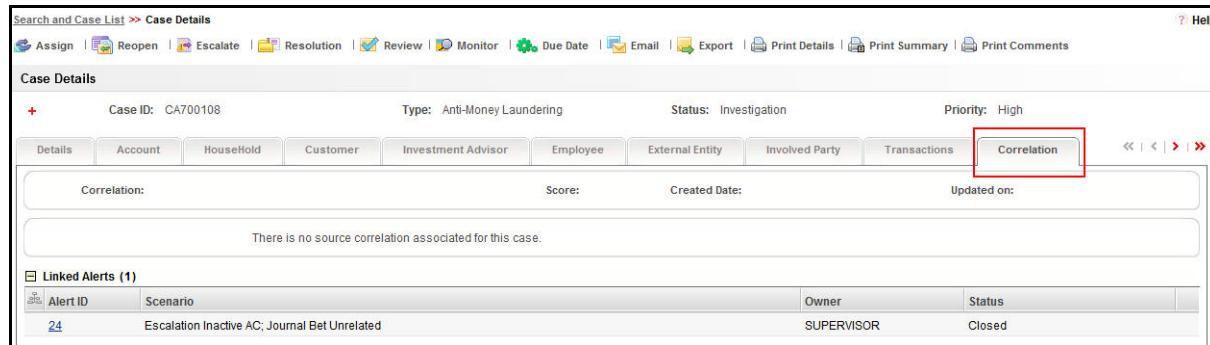 Search and Case List >> Case Details ? Hel
Assign | Reopen | Escalate | Resolution | Review | Monitor | Due Date | Email | Export | Print Details | Print Summary | Print Comments
Case Details
+ Case ID: CA700108 Type: Anti-Money Laundering Status: Investigation Priority: High
Details Account HouseHold Customer Investment Advisor Employee External Entity Involved Party Transactions Correlation
Correlation: Score: Created Date: Updated on:
There is no source correlation associated for this case.
Linked Alerts (1)
Alert ID Scenario Owner Status
24 Escalation Inactive AC; Journal Bet Unrelated SUPERVISOR Closed